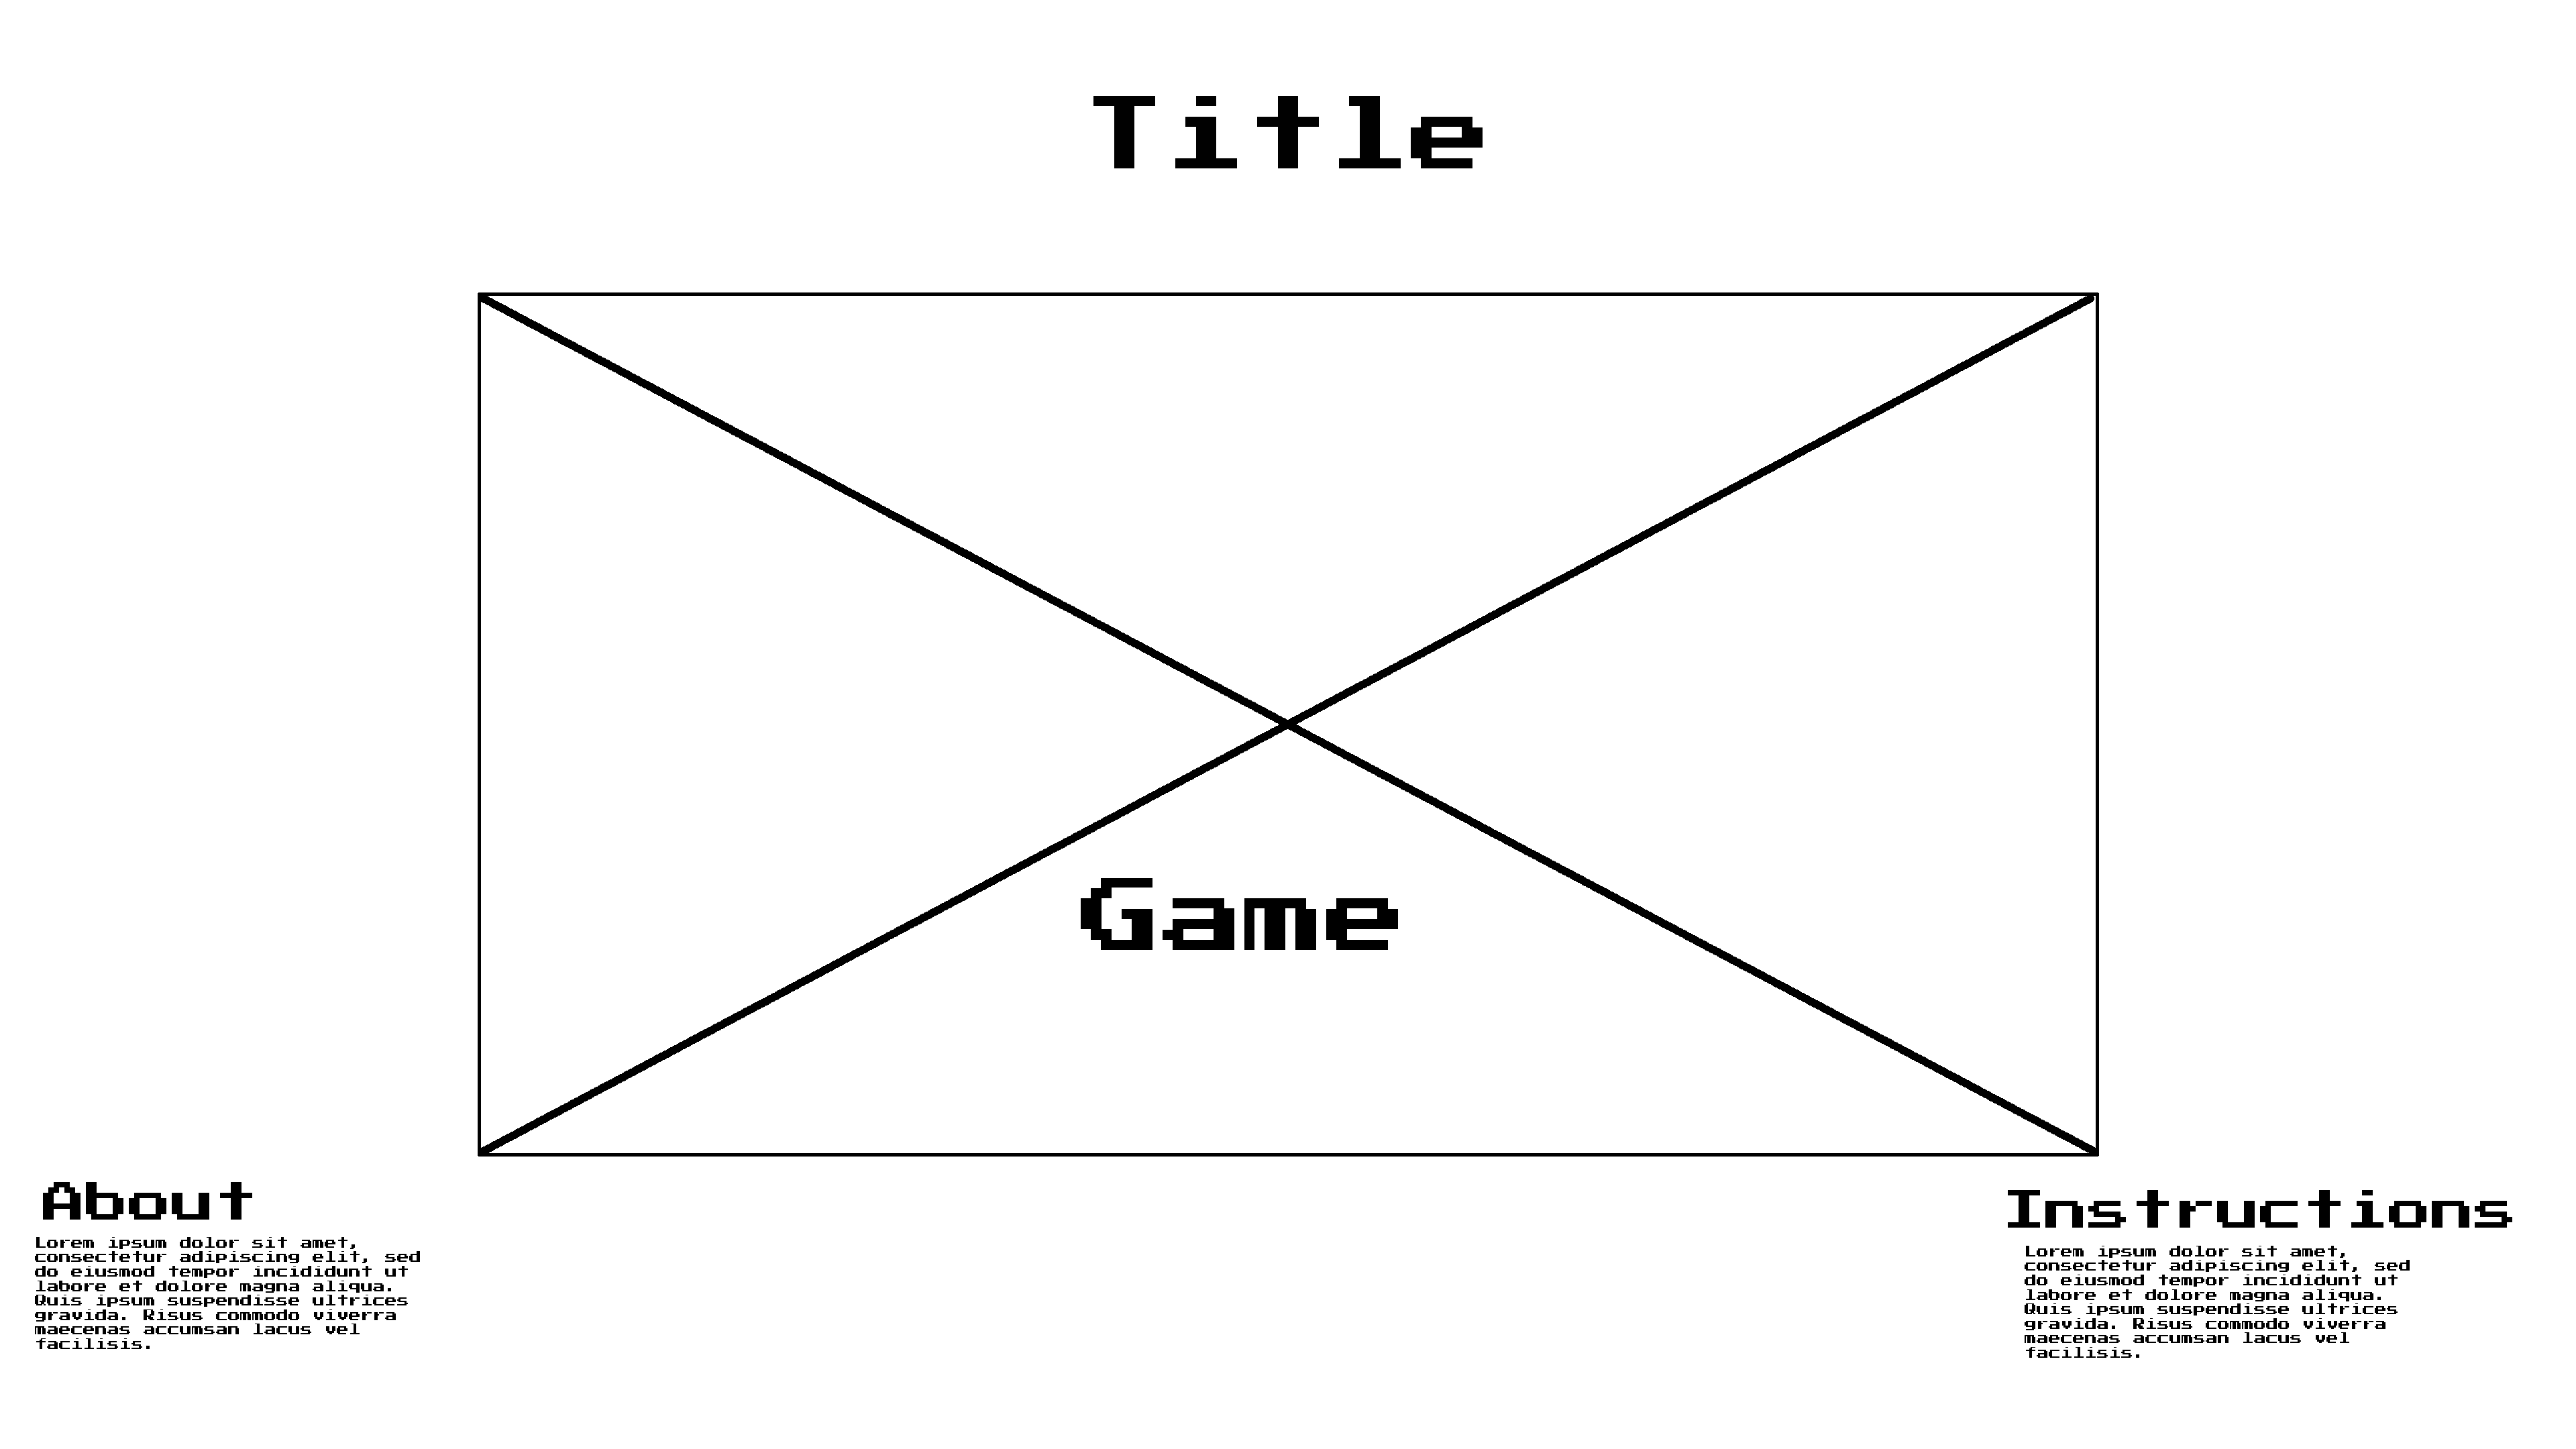 Title
Game
About
Lorem ipsum dolor sit amet,
consectetur adipiscing elit, sed
do eiusmod tempor incididunt ut
labore et dolore magna aliqua.
Quis ipsum suspendisse ultrices
gravida. Risus commodo viverra
maecenas accumsan lacus vel
facilisis.
Instructions
Lorem ipsum dolor sit amet,
consectetur adipiscing elit, sed
do eiusmod tempor incididunt ut
labore et dolore magna aliqua.
Quis ipsum suspendisse ultrices
gravida. Risus commodo viverra
maecenas accumsan lacus vel
facilisis.